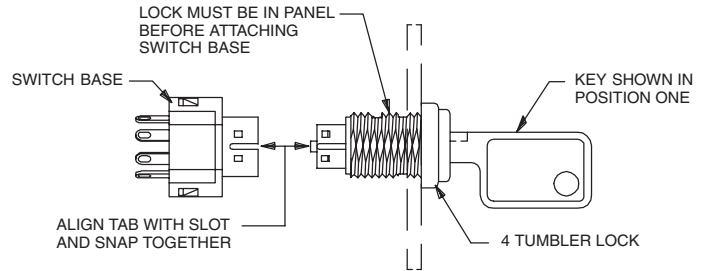 LOCK MUST BE IN PANEL
BEFORE ATTACHING
SWITCH BASE
SWITCH BASE
KEY SHOWN IN
POSITION ONE
ALIGN TAB WITH SLOT
AND SNAP TOGETHER
4 TUMBLER LOCK